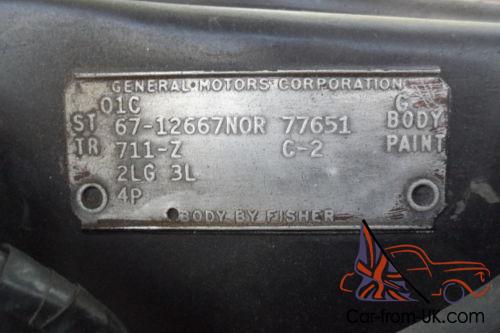 GENERAL MOTORS CORPORATION
01C G
ST 67-12667NOR 77651 BODY
TR 711-Z C-2 PAINT
2LG 3L
4P
BODY BY FISHER
Car-from-UK.com